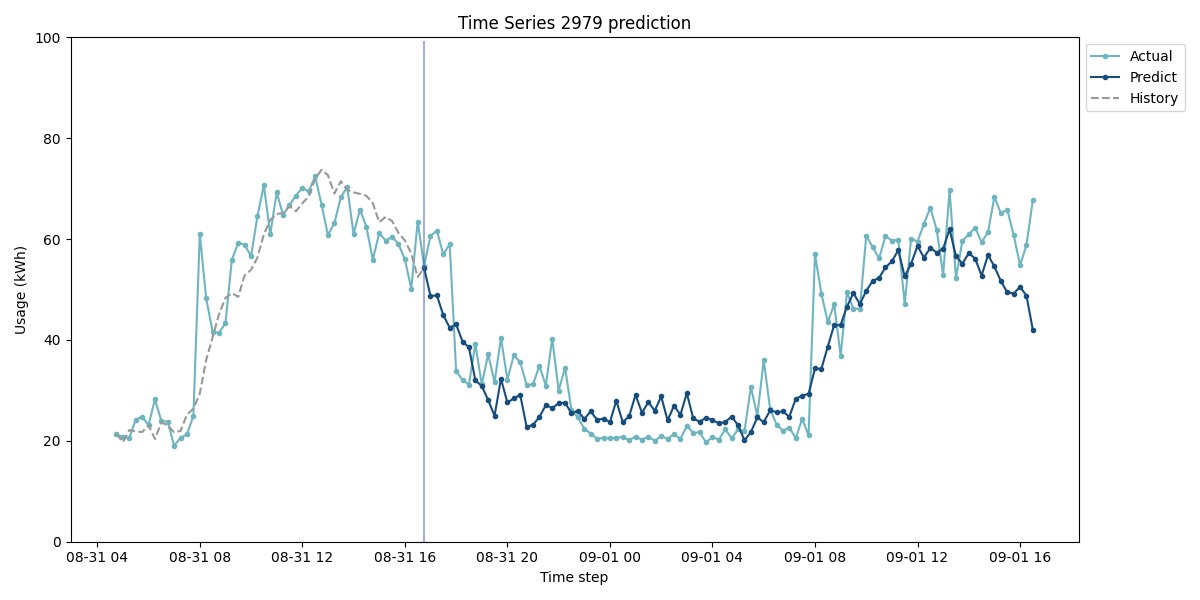 Time Series 2979 prediction
100
80
60
40
20
0
Usage (kWh)
08-31 04
08-31 08
08-31 12
08-31 16
08-31 20
09-01 00
09-01 04
09-01 08
09-01 12
09-01 16
Time step
Actual
Predict
History